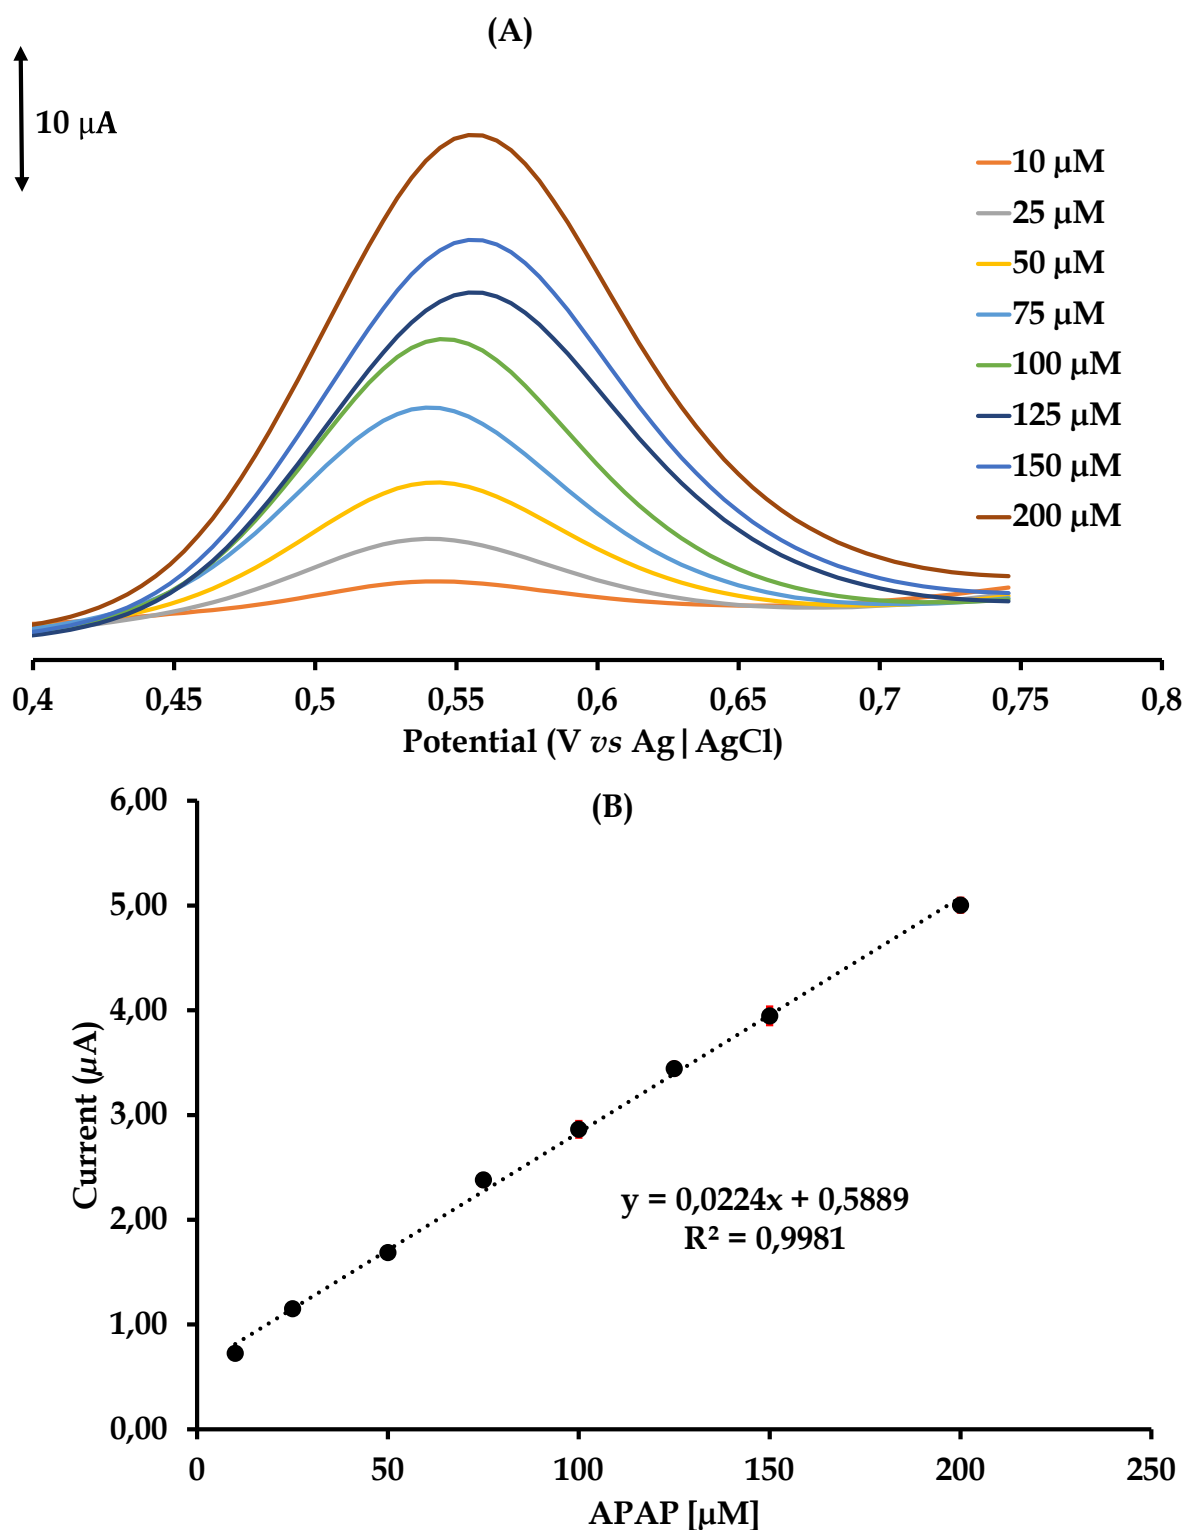 (A)
10 μA
10 μM
25 μM
50 μM
75 μM
100 μM
125 μM
150 μM
200 μM
0,4 0,45 0,5 0,55 0,6 0,65 0,7 0,75 0,8
Potential (V vs Ag|AgCl)
(B)
6,00
5,00
4,00
3,00
2,00
1,00
0,00
Current (μA)
y = 0,0224x + 0,5889
R² = 0,9981
0 50 100 150 200 250
APAP [μM]